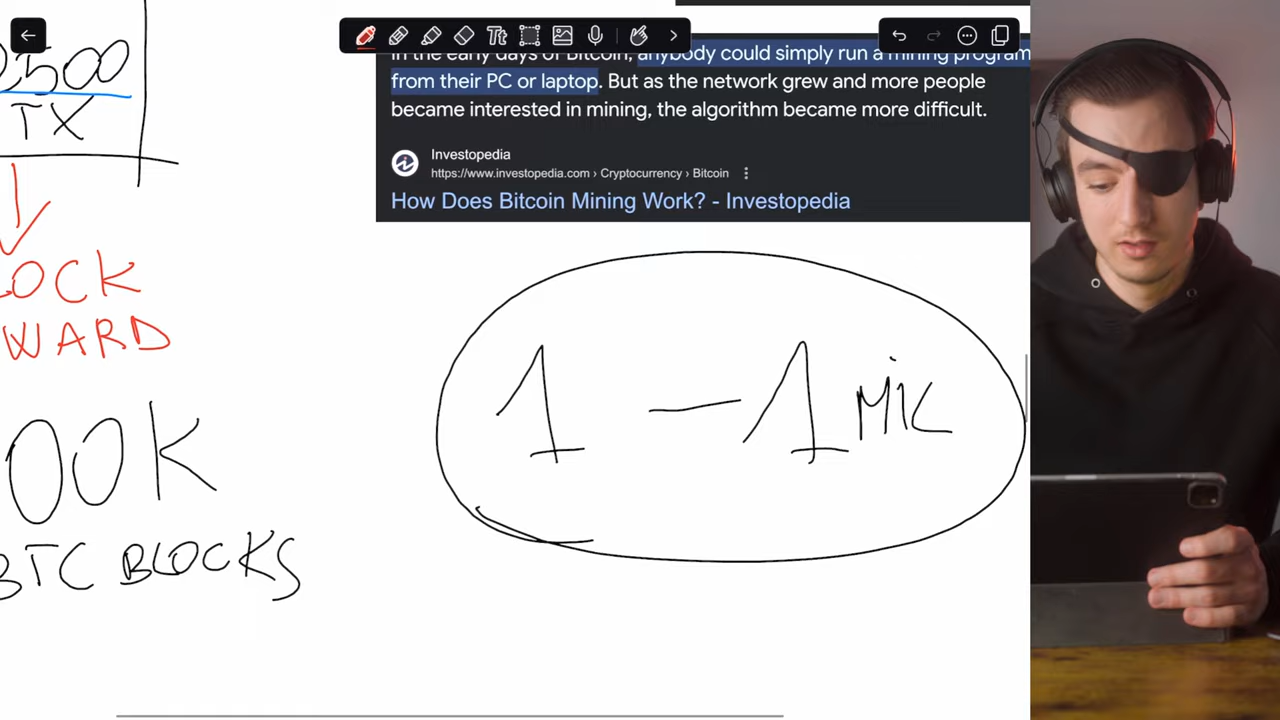 2500
TX
OCK
WARD
00K
BTC BLOCKS
In the early days of Bitcoin, anybody could simply run a mining program
from their PC or laptop. But as the network grew and more people
became interested in mining, the algorithm became more difficult.
Investopedia
https://www.investopedia.com › Cryptocurrency › Bitcoin
How Does Bitcoin Mining Work? - Investopedia
1 — 1 MiL
Tt